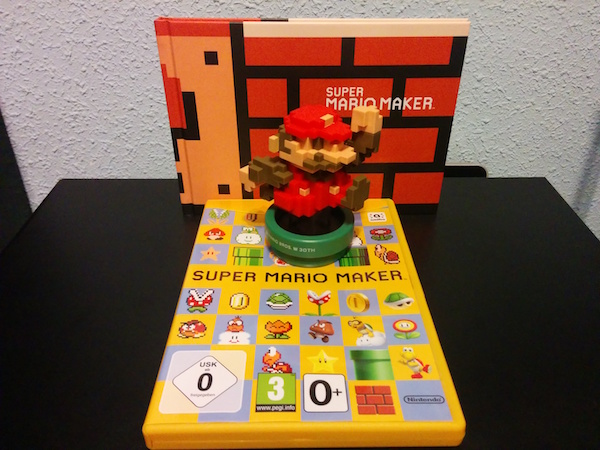 SUPER
MARIO MAKER
SUPER MARIO MAKER
USK
0
3
www.pegi.info
0+
Nintendo